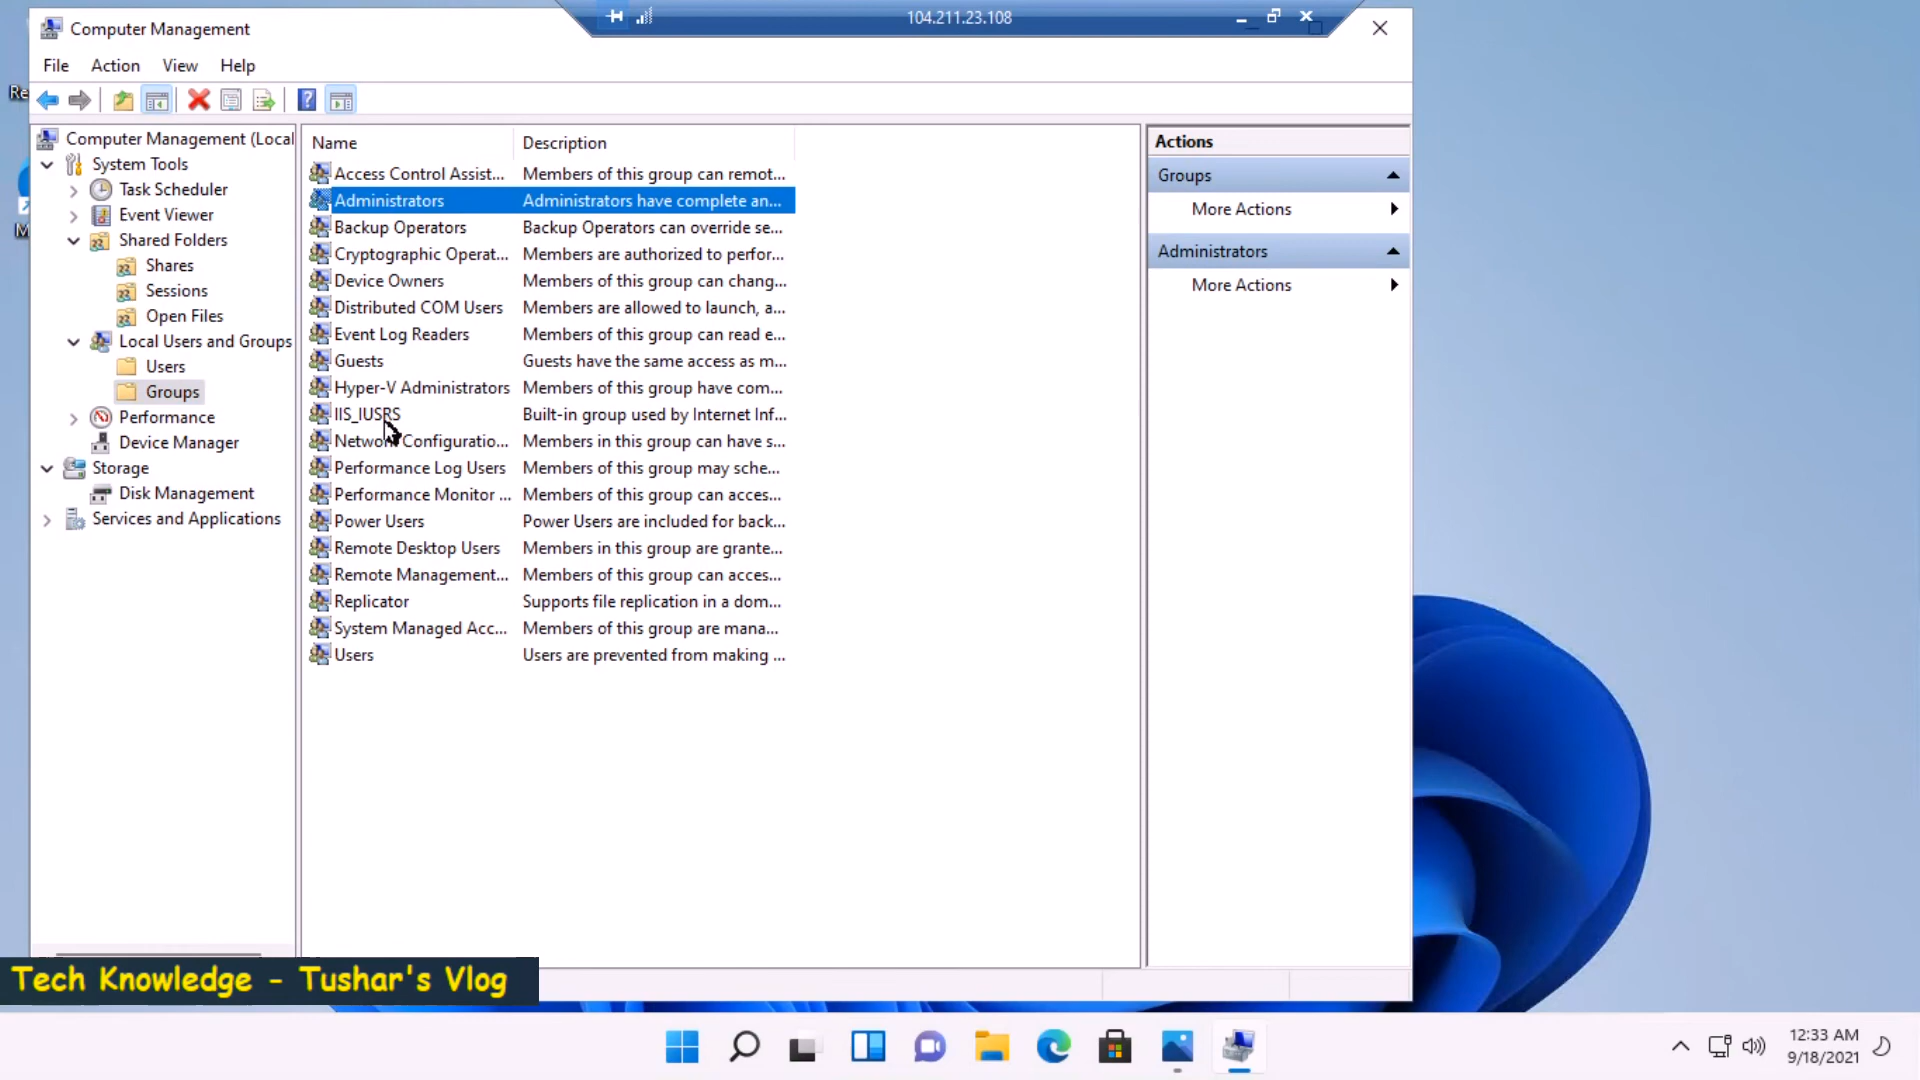 104.211.23.108
Computer Management
File Action View Help
Re
M
Computer Management (Local
System Tools
Task Scheduler
Event Viewer
Shared Folders
Shares
Sessions
Open Files
Local Users and Groups
Users
Groups
Performance
Device Manager
Storage
Disk Management
Services and Applications
Name Description
Access Control Assist... Members of this group can remot...
Administrators Administrators have complete an...
Backup Operators Backup Operators can override se...
Cryptographic Operat... Members are authorized to perfor...
Device Owners Members of this group can chang...
Distributed COM Users Members are allowed to launch, a...
Event Log Readers Members of this group can read e...
Guests Guests have the same access as m...
Hyper-V Administrators Members of this group have com...
IIS_IUSRS Built-in group used by Internet Inf...
Network Configuratio... Members in this group can have s...
Performance Log Users Members of this group may sche...
Performance Monitor ... Members of this group can acces...
Power Users Power Users are included for back...
Remote Desktop Users Members in this group are grante...
Remote Management... Members of this group can acces...
Replicator Supports file replication in a dom...
System Managed Acc... Members of this group are mana...
Users Users are prevented from making ...
Actions
Groups
More Actions
Administrators
More Actions
Tech Knowledge - Tushar's Vlog
12:33 AM
9/18/2021